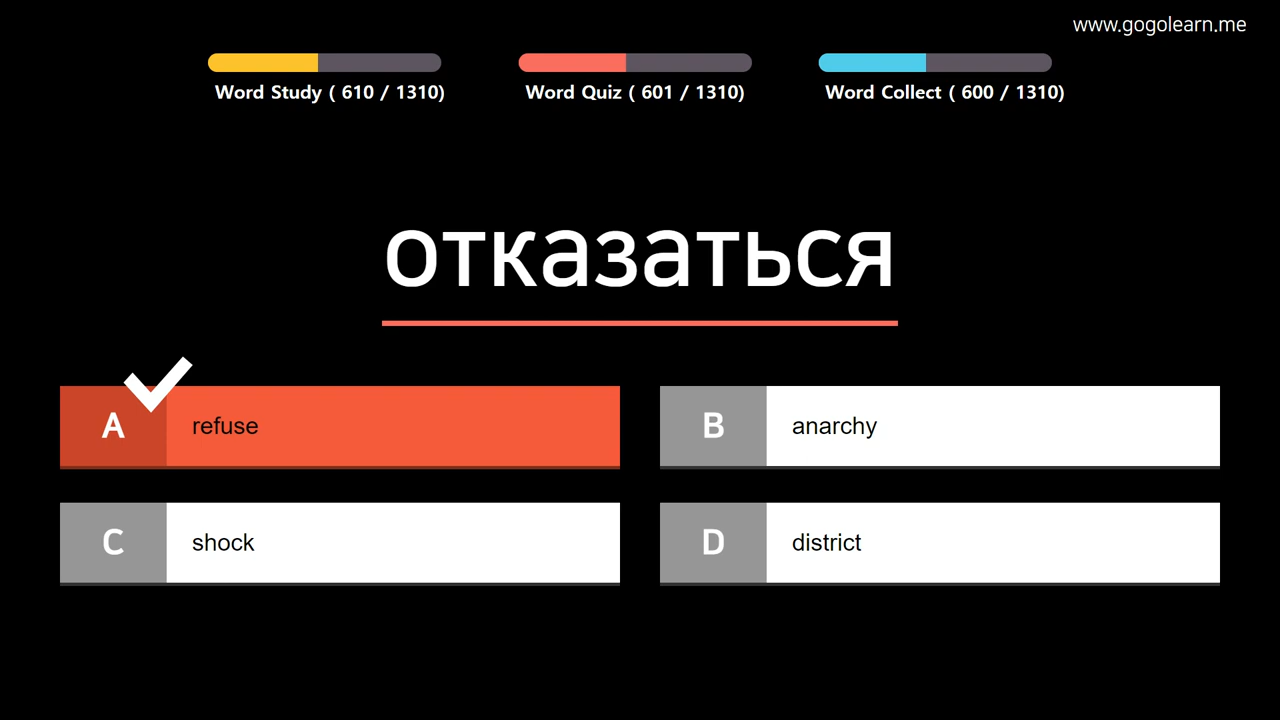 www.gogolearn.me
Word Study ( 610 / 1310)
Word Quiz ( 601 / 1310)
Word Collect ( 600 / 1310)
отказаться
A refuse
B anarchy
C shock
D district